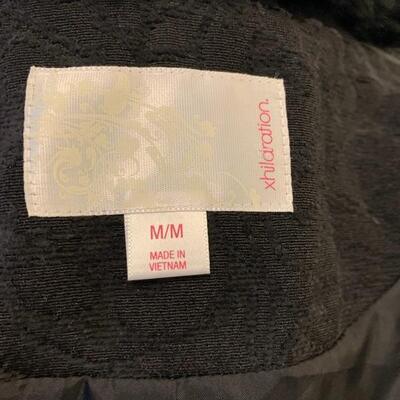 xhilaration.
M/M
MADE IN
VIETNAM